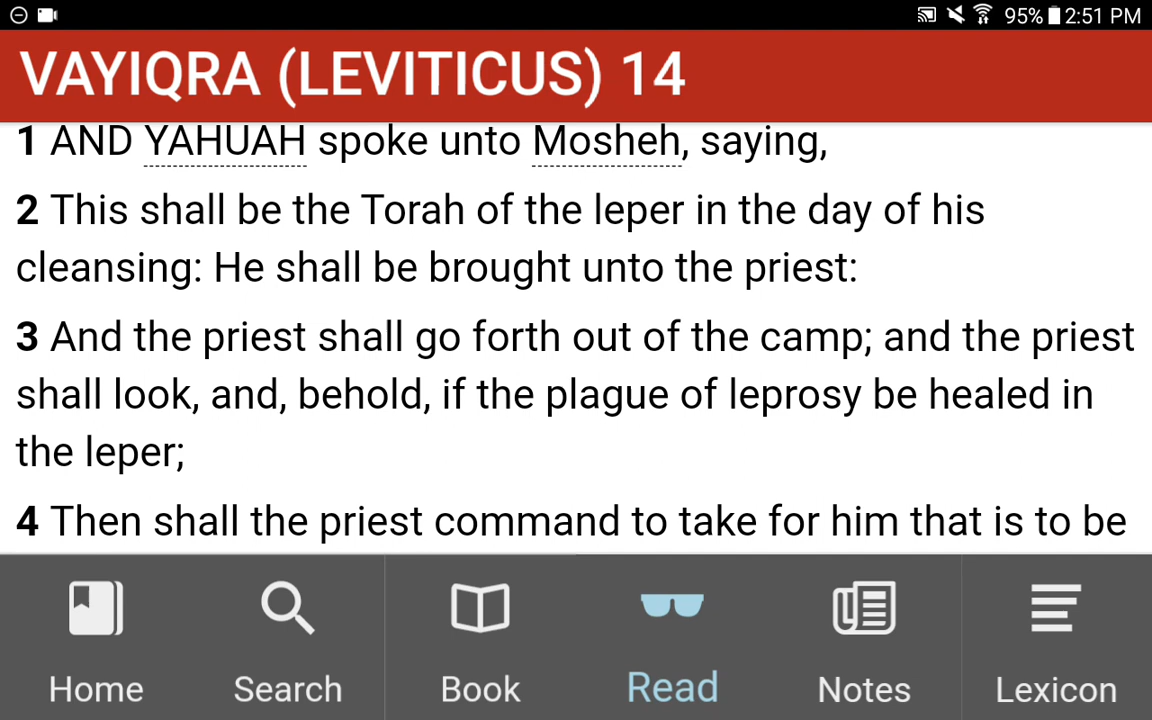 95% 2:51 PM
VAYIQRA (LEVITICUS) 14
1 AND YAHUAH spoke unto Mosheh, saying,
2 This shall be the Torah of the leper in the day of his
cleansing: He shall be brought unto the priest:
3 And the priest shall go forth out of the camp; and the priest
shall look, and, behold, if the plague of leprosy be healed in
the leper;
4 Then shall the priest command to take for him that is to be
Home Search Book Read Notes Lexicon